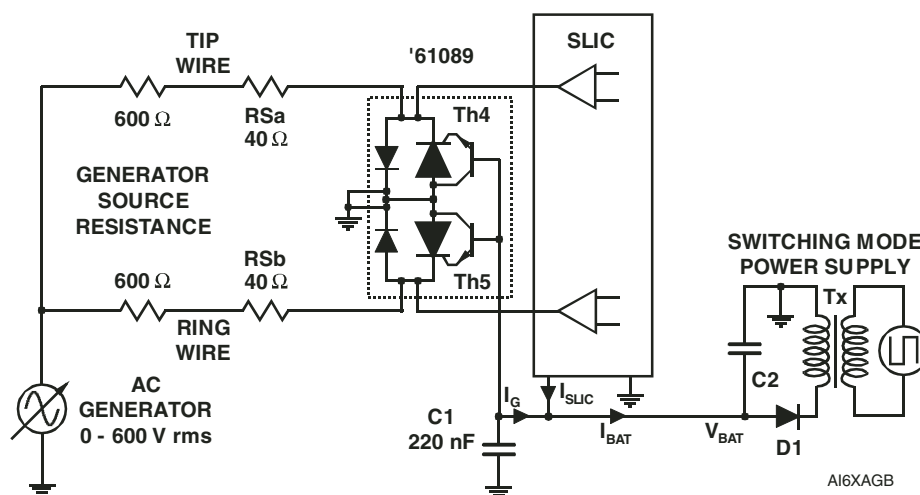 TIP
WIRE
'61089
SLIC
600 Ω
RSa
40 Ω
Th4
GENERATOR
SOURCE
RESISTANCE
RSb
40 Ω
Th5
600 Ω
RING
WIRE
SWITCHING MODE
POWER SUPPLY
Tx
C2
AC
GENERATOR
0 - 600 V rms
C1
220 nF
IG
ISLIC
IBAT
VBAT
D1
AI6XAGB